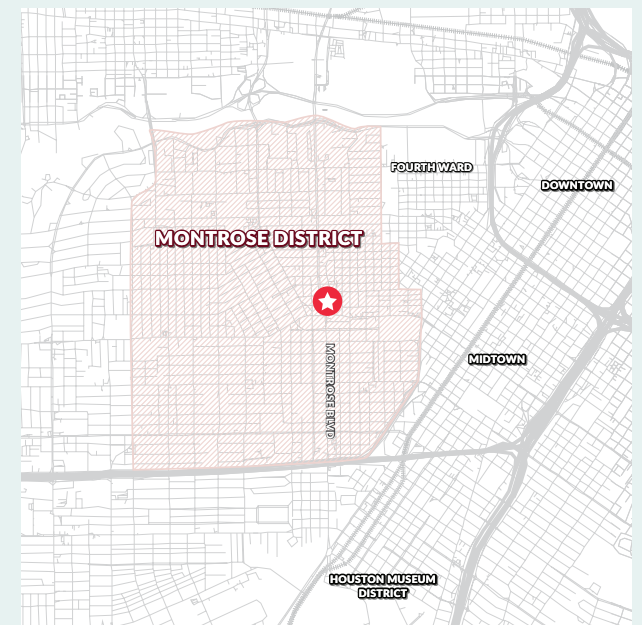 FOURTH WARD
DOWNTOWN
MONTROSE DISTRICT
MONTROSE BLVD
MIDTOWN
HOUSTON MUSEUM
DISTRICT